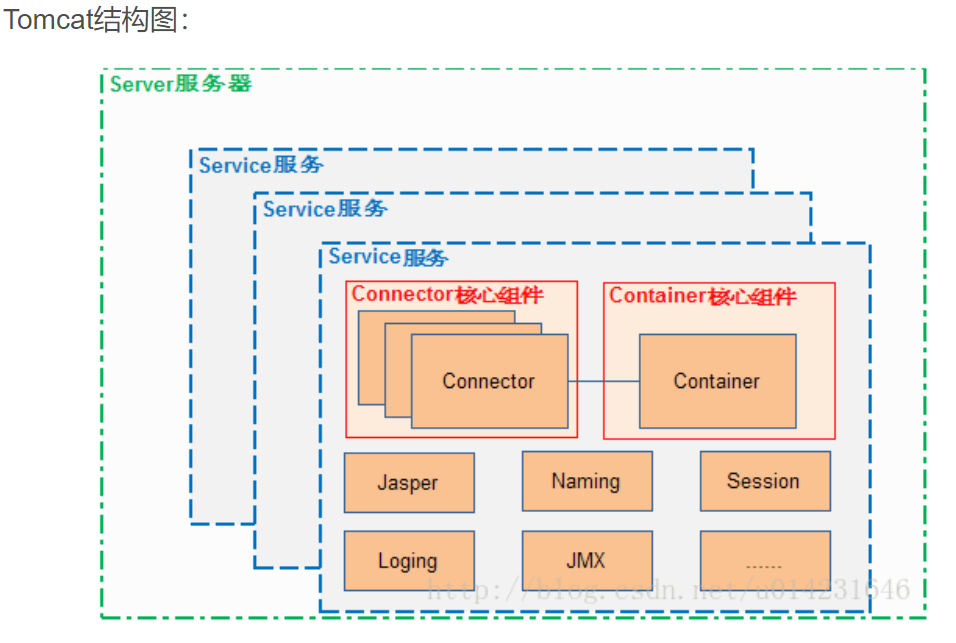 Tomcat结构图：
Server服务器
Service服务
Service服务
Service服务
Connector核心组件
Container核心组件
Connector
Container
Jasper
Naming
Session
Loging
JMX
......
http://blog.csdn.net/u014231646